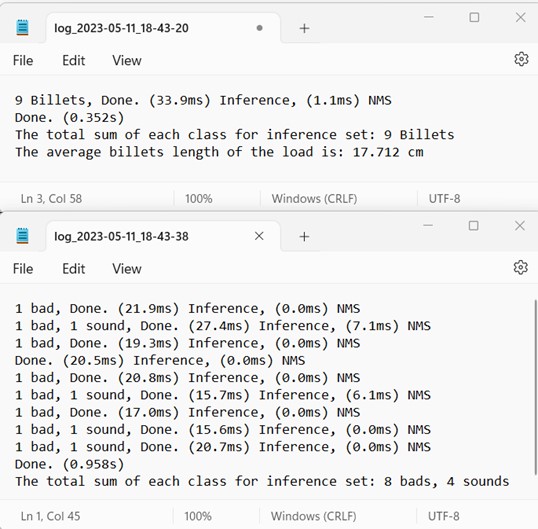 log_2023-05-11_18-43-20
File Edit View
9 Billets, Done. (33.9ms) Inference, (1.1ms) NMS
Done. (0.352s)
The total sum of each class for inference set: 9 Billets
The average billets length of the load is: 17.712 cm
Ln 3, Col 58 100% Windows (CRLF) UTF-8
log_2023-05-11_18-43-38
File Edit View
1 bad, Done. (21.9ms) Inference, (0.0ms) NMS
1 bad, 1 sound, Done. (27.4ms) Inference, (7.1ms) NMS
1 bad, Done. (19.3ms) Inference, (0.0ms) NMS
Done. (20.5ms) Inference, (0.0ms) NMS
1 bad, Done. (20.8ms) Inference, (0.0ms) NMS
1 bad, 1 sound, Done. (15.7ms) Inference, (6.1ms) NMS
1 bad, Done. (17.0ms) Inference, (0.0ms) NMS
1 bad, 1 sound, Done. (15.6ms) Inference, (0.0ms) NMS
1 bad, 1 sound, Done. (20.7ms) Inference, (0.0ms) NMS
Done. (0.958s)
The total sum of each class for inference set: 8 bads, 4 sounds
Ln 1, Col 45 100% Windows (CRLF) UTF-8